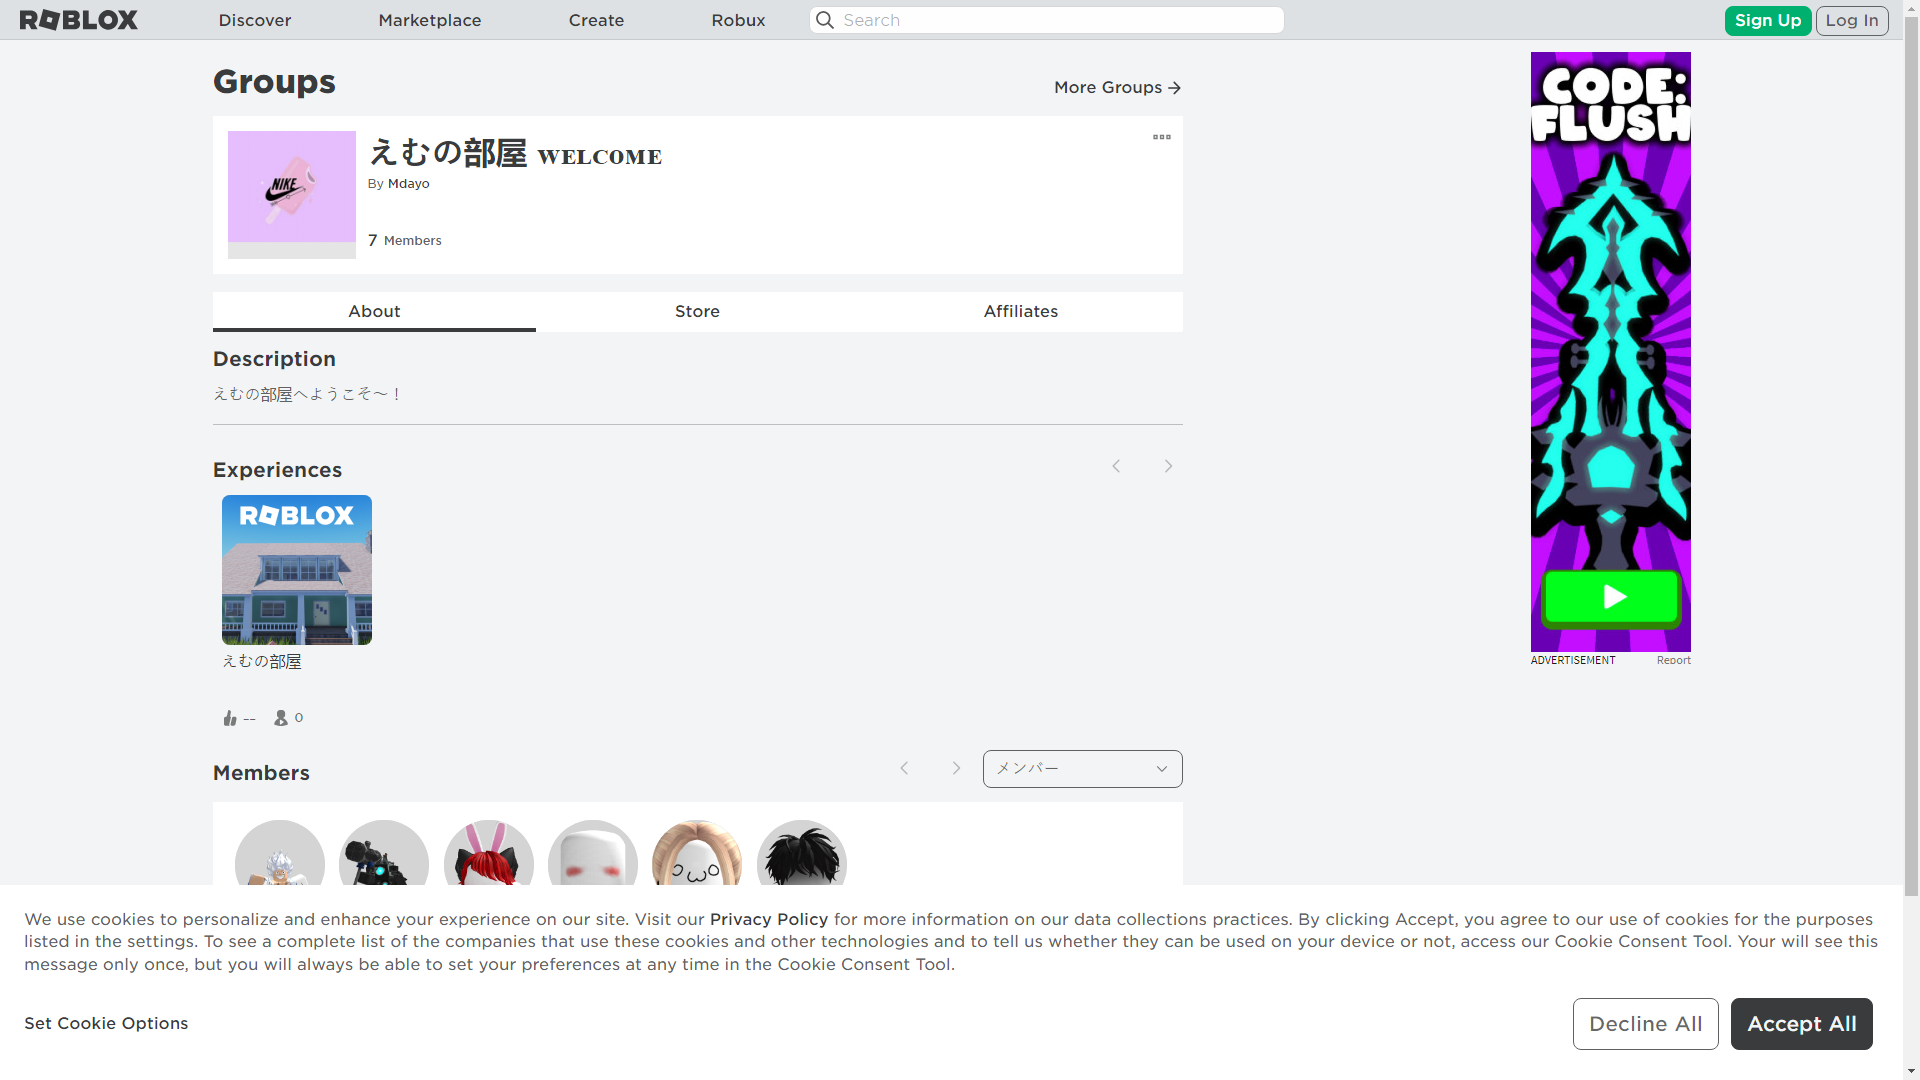 ROBLOX
Discover
Marketplace
Create
Robux
Search
Sign Up
Log In
Groups
More Groups
NIKE
えむの部屋 ᴡᴇʟᴄᴏᴍᴇ
By Mdayo
7 Members
About
Store
Affiliates
Description
えむの部屋へようこそ～！
Experiences
ROBLOX
えむの部屋
--
0
Members
メンバー
CODE:
FLUSH
ADVERTISEMENT
Report
We use cookies to personalize and enhance your experience on our site. Visit our Privacy Policy for more information on our data collections practices. By clicking Accept, you agree to our use of cookies for the purposes
listed in the settings. To see a complete list of the companies that use these cookies and other technologies and to tell us whether they can be used on your device or not, access our Cookie Consent Tool. Your will see this
message only once, but you will always be able to set your preferences at any time in the Cookie Consent Tool.
Set Cookie Options
Decline All
Accept All